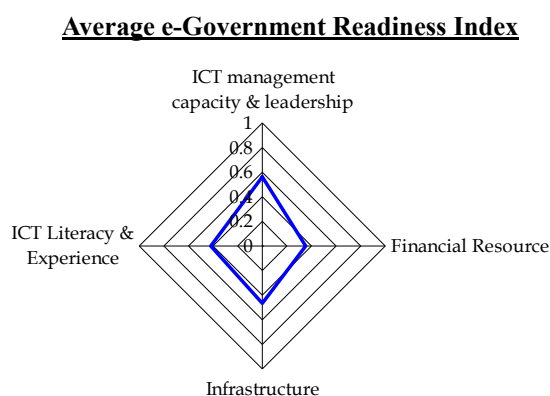 Average e-Government Readiness Index
ICT management
capacity & leadership
1
0.8
0.6
0.4
0.2
0
ICT Literacy &
Experience
Financial Resource
Infrastructure